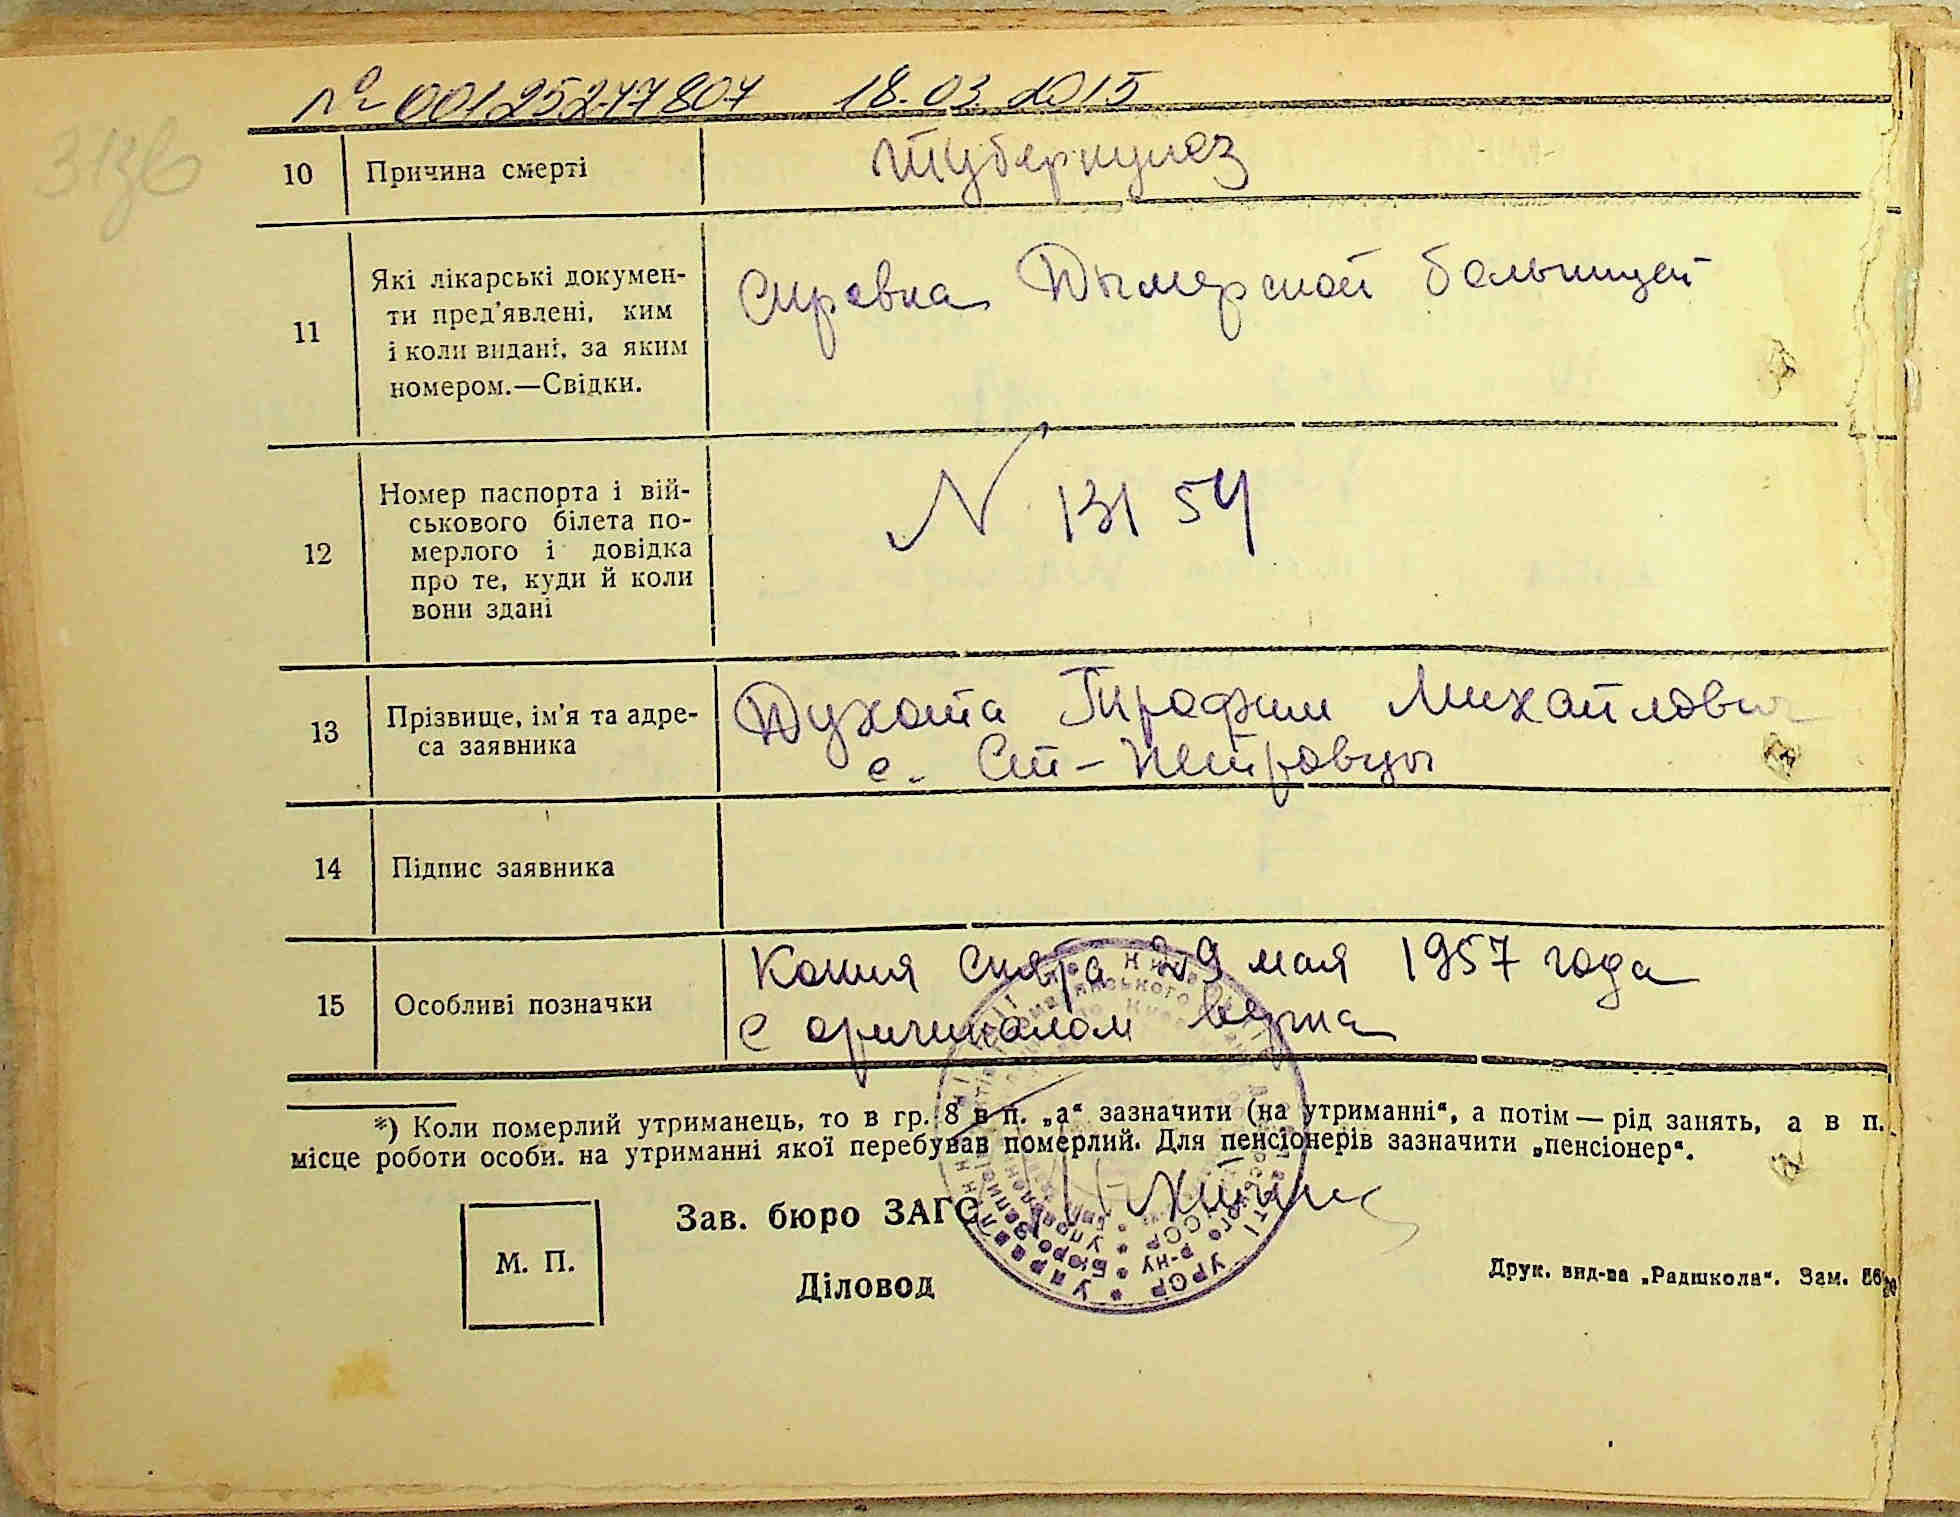 № 00125247807 18.03.2015
31зв
10 Причина смерті Туберкулез
11 Які лікарські докумен-
ти пред'явлені, ким
і коли видані, за яким
номером.—Свідки.
Справка Дымерской больницей
12 Номер паспорта і вій-
ськового білета по-
мерлого і довідка
про те, куди й коли
вони здані
N 131 54
13 Прізвище, ім'я та адре-
са заявника
Духота Трофим Михайлович
с. Ст-Петровцы
14 Підпис заявника
15 Особливі позначки
Копия снята 29 мая 1957 года
с оригиналом верна
*) Коли померлий утриманець, то в гр. 8 в п. „а“ зазначити (на утриманні“, а потім — рід занять, а в п.
місце роботи особи. на утриманні якої перебував померлий. Для пенсіонерів зазначити „пенсіонер“.
Зав. бюро ЗАГС
М. П.
Діловод
Друк. вид-ва „Радшкола“. Зам.